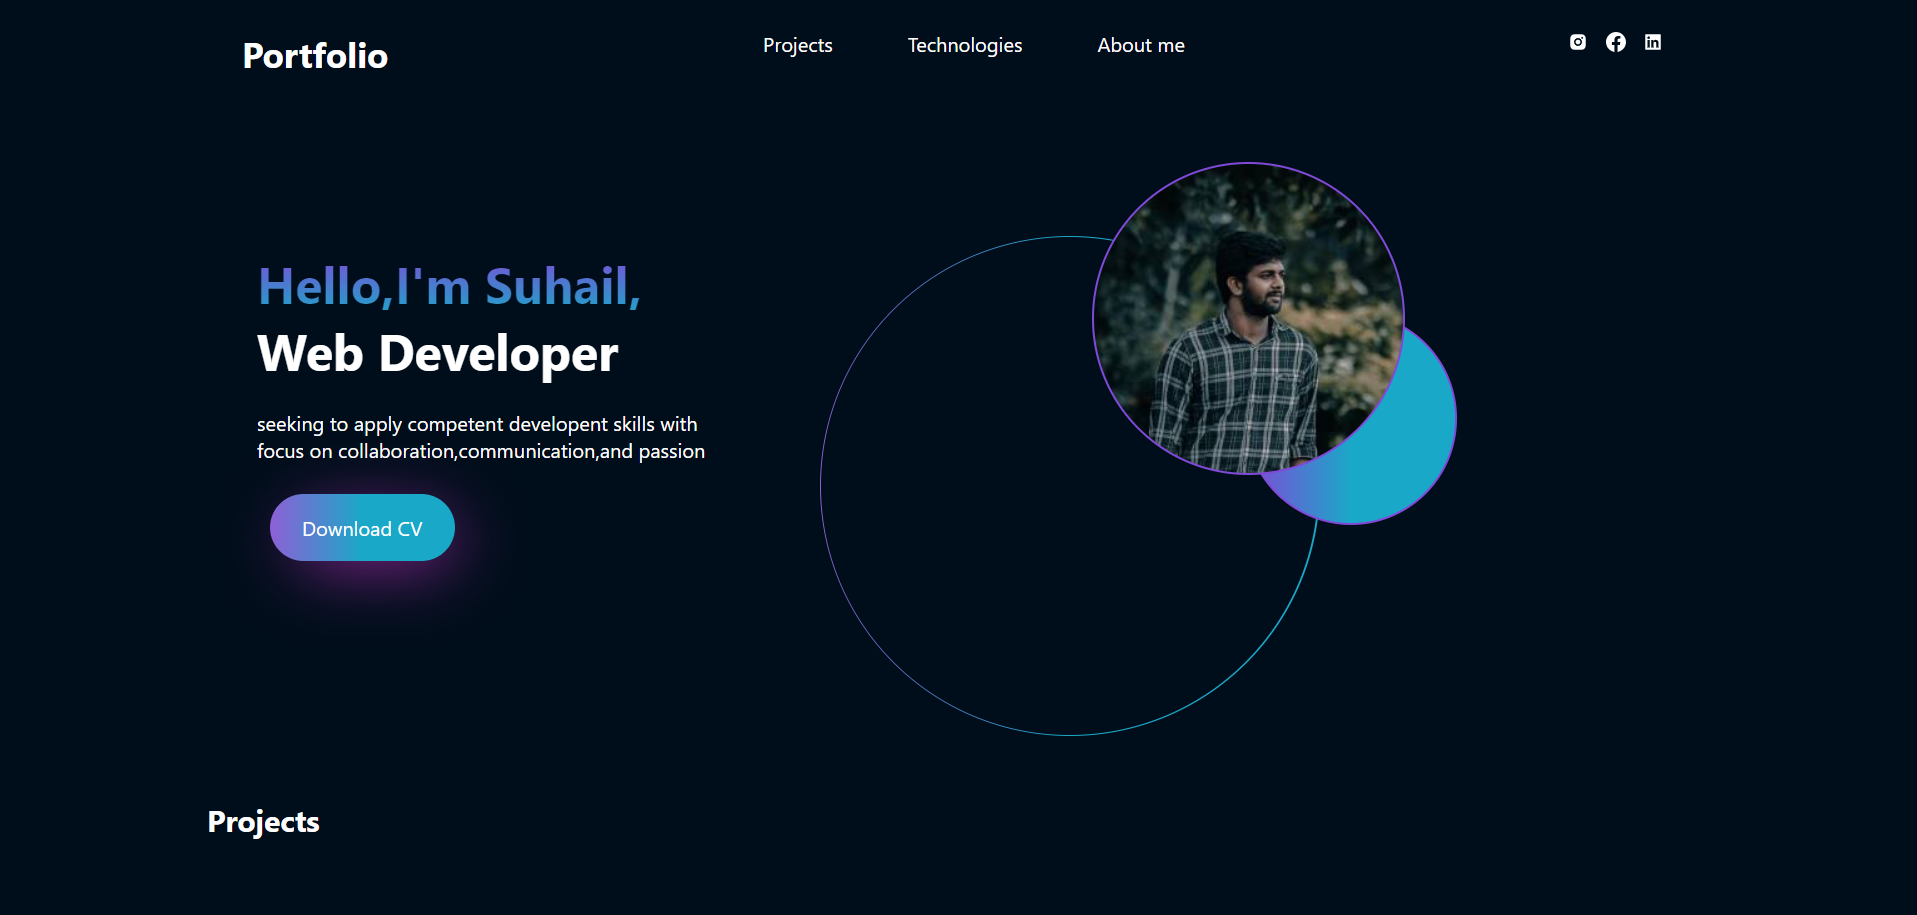 Portfolio
Projects
Technologies
About me
Hello,I'm Suhail,
Web Developer
seeking to apply competent developent skills with
focus on collaboration,communication,and passion
Download CV
Projects